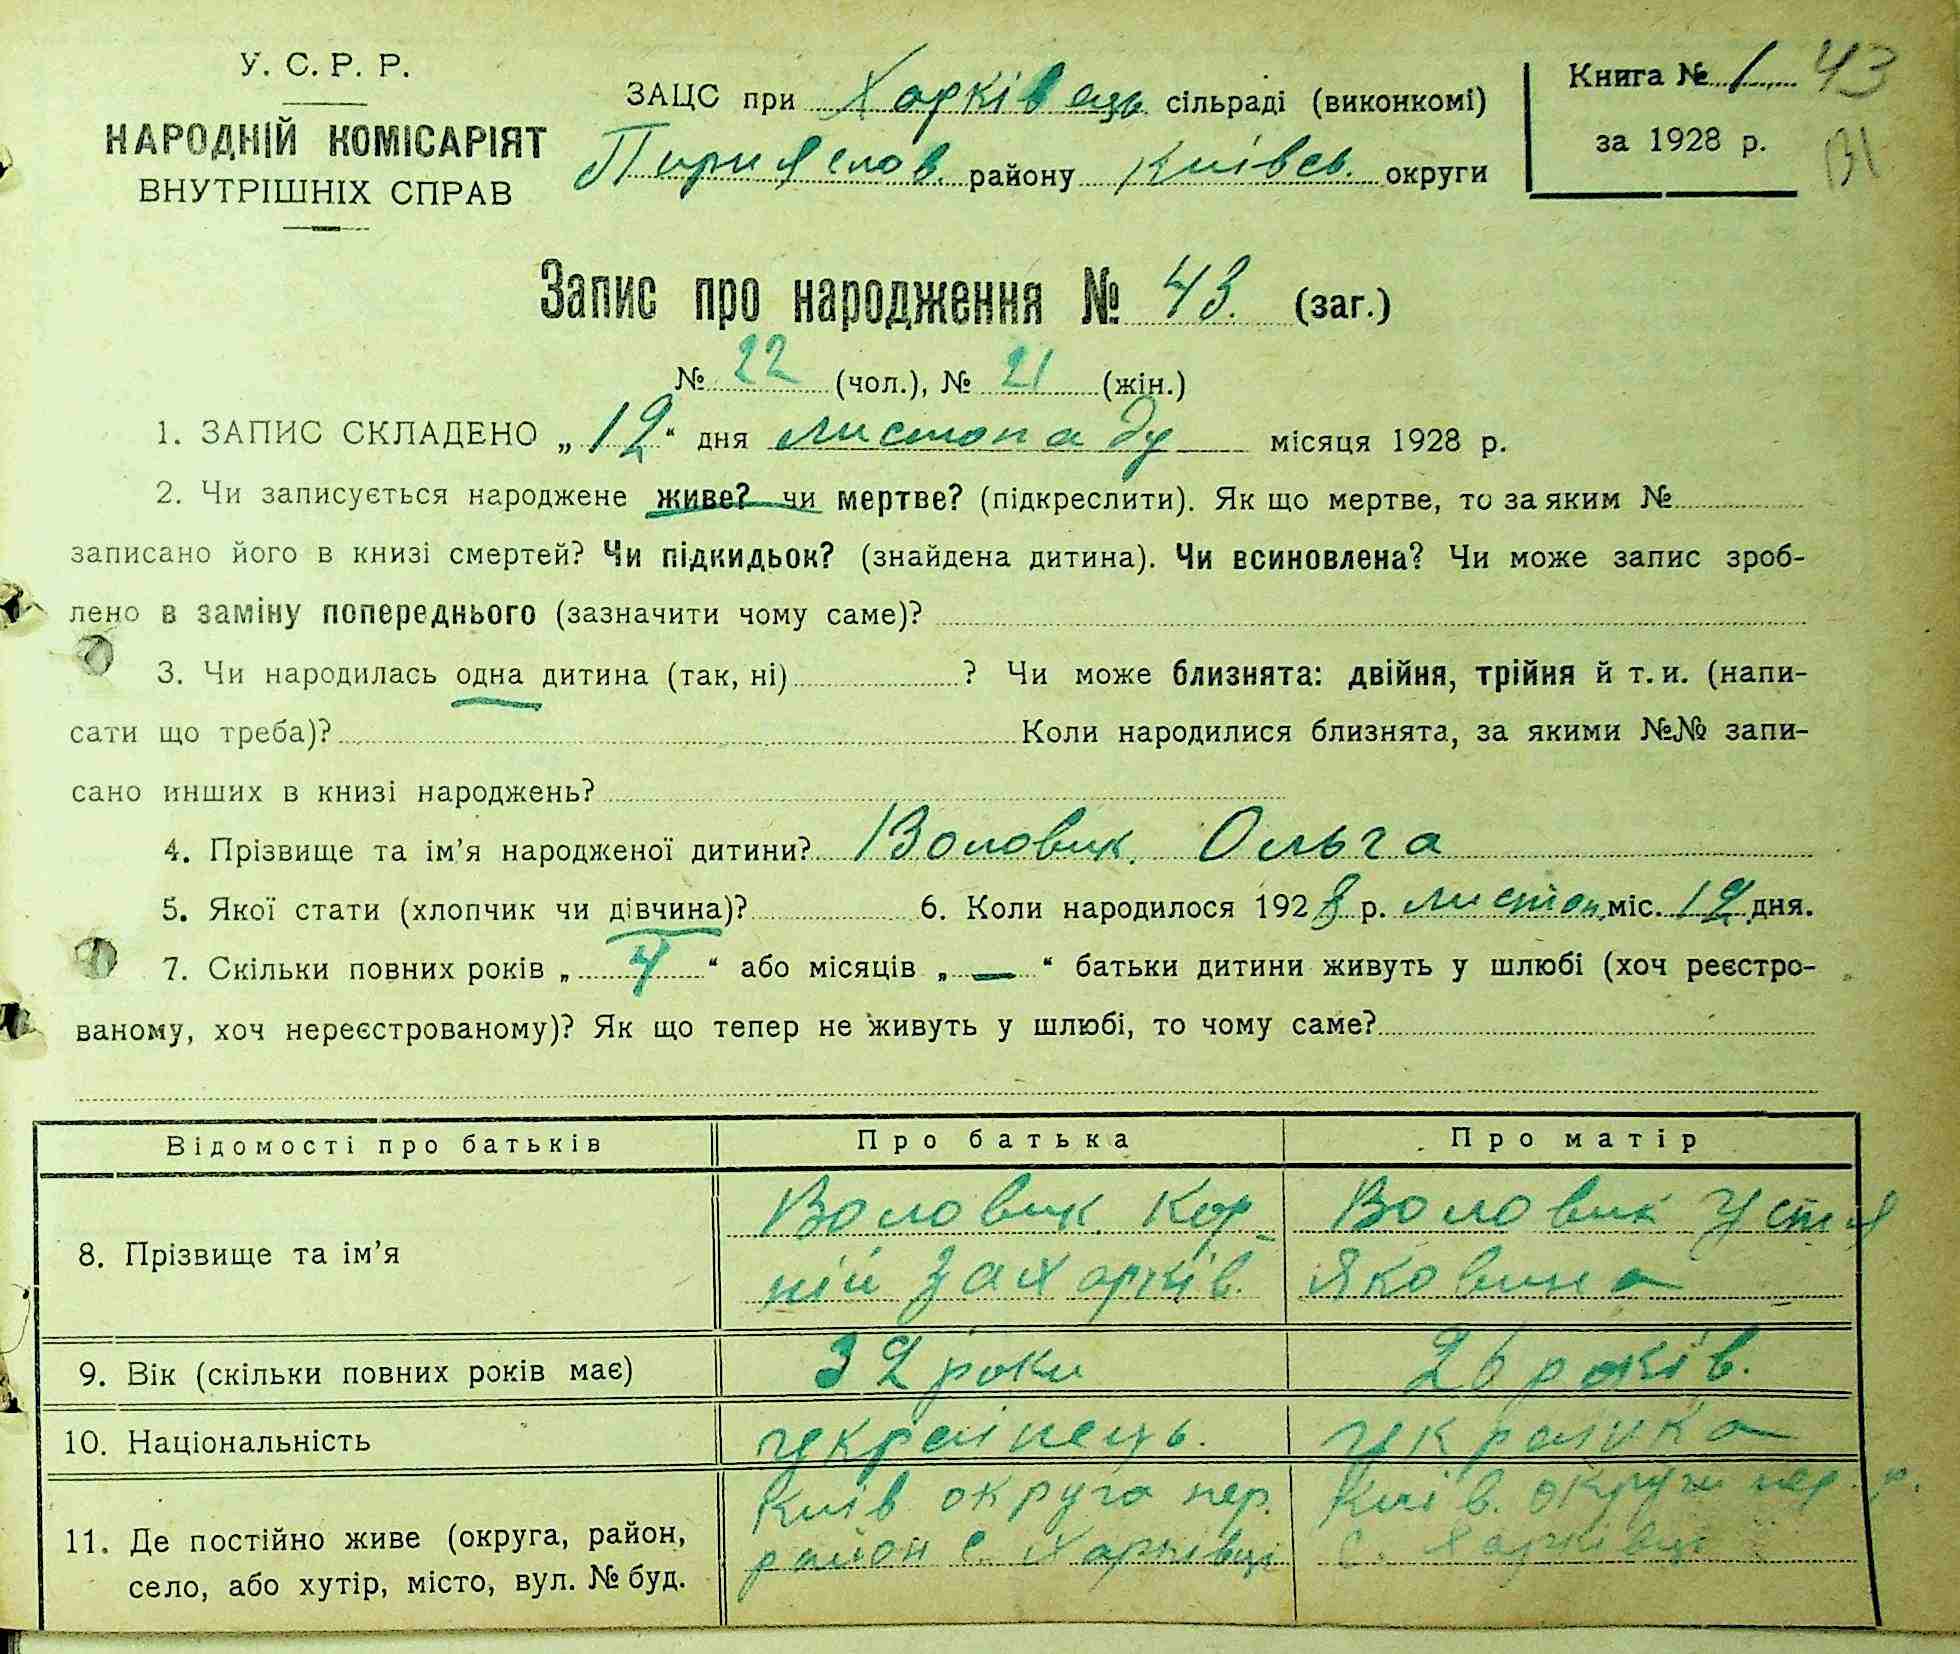 У. С. Р. Р.
НАРОДНІЙ КОМІСАРІЯТ
ВНУТРІШНІХ СПРАВ
ЗАЦС при Харківець сільраді (виконкомі)
району Київсь. округи
Книга № 1 43
за 1928 р.
Запис про народження № 43. (заг.)
№ 22 (чол.), № 21 (жін.)
1. ЗАПИС СКЛАДЕНО „ 12 “ дня листопаду місяця 1928 р.
2. Чи записується народжене живе? чи мертве? (підкреслити). Як що мертве, то за яким №
записано його в книзі смертей? Чи підкидьок? (знайдена дитина). Чи всиновлена? Чи може запис зроб-
лено в заміну попереднього (зазначити чому саме)?
3. Чи народилась одна дитина (так, ні) ? Чи може близнята: двійня, трійня й т. и. (напи-
сати що треба)? Коли народилися близнята, за якими №№ запи-
сано инших в книзі народжень?
4. Прізвище та ім’я народженої дитини? Воловик. Ольга
5. Якої стати (хлопчик чи дівчина)? 6. Коли народилося 1928 р. листоп. міс. 12 дня.
7. Скільки повних років „ 4 “ або місяців „ — “ батьки дитини живуть у шлюбі (хоч реєстро-
ваному, хоч нереєстрованому)? Як що тепер не живуть у шлюбі, то чому саме?
Відомості про батьків Про батька Про матір
8. Прізвище та ім’я
Воловик Кор
ній Захарків.
Воловик Устя
Яковина
9. Вік (скільки повних років має) 32 роки 26 років.
10. Національність українець. українка
11. Де постійно живе (округа, район,
село, або хутір, місто, вул. № буд.
Київ округа пер.
район с. Харківці
Київ. округи пер. р.
с. Харківці